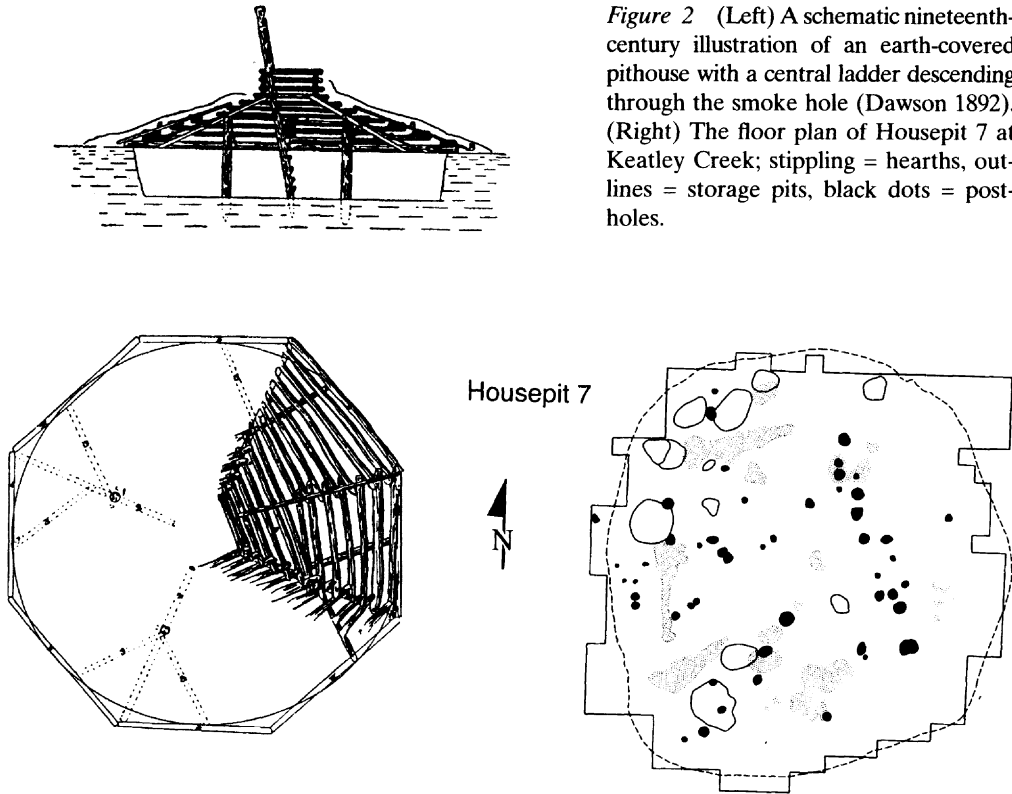 Figure 2 (Left) A schematic nineteenth-
century illustration of an earth-covered
pithouse with a central ladder descending
through the smoke hole (Dawson 1892).
(Right) The floor plan of Housepit 7 at
Keatley Creek; stippling = hearths, out-
lines = storage pits, black dots = post-
holes.
Housepit 7
N